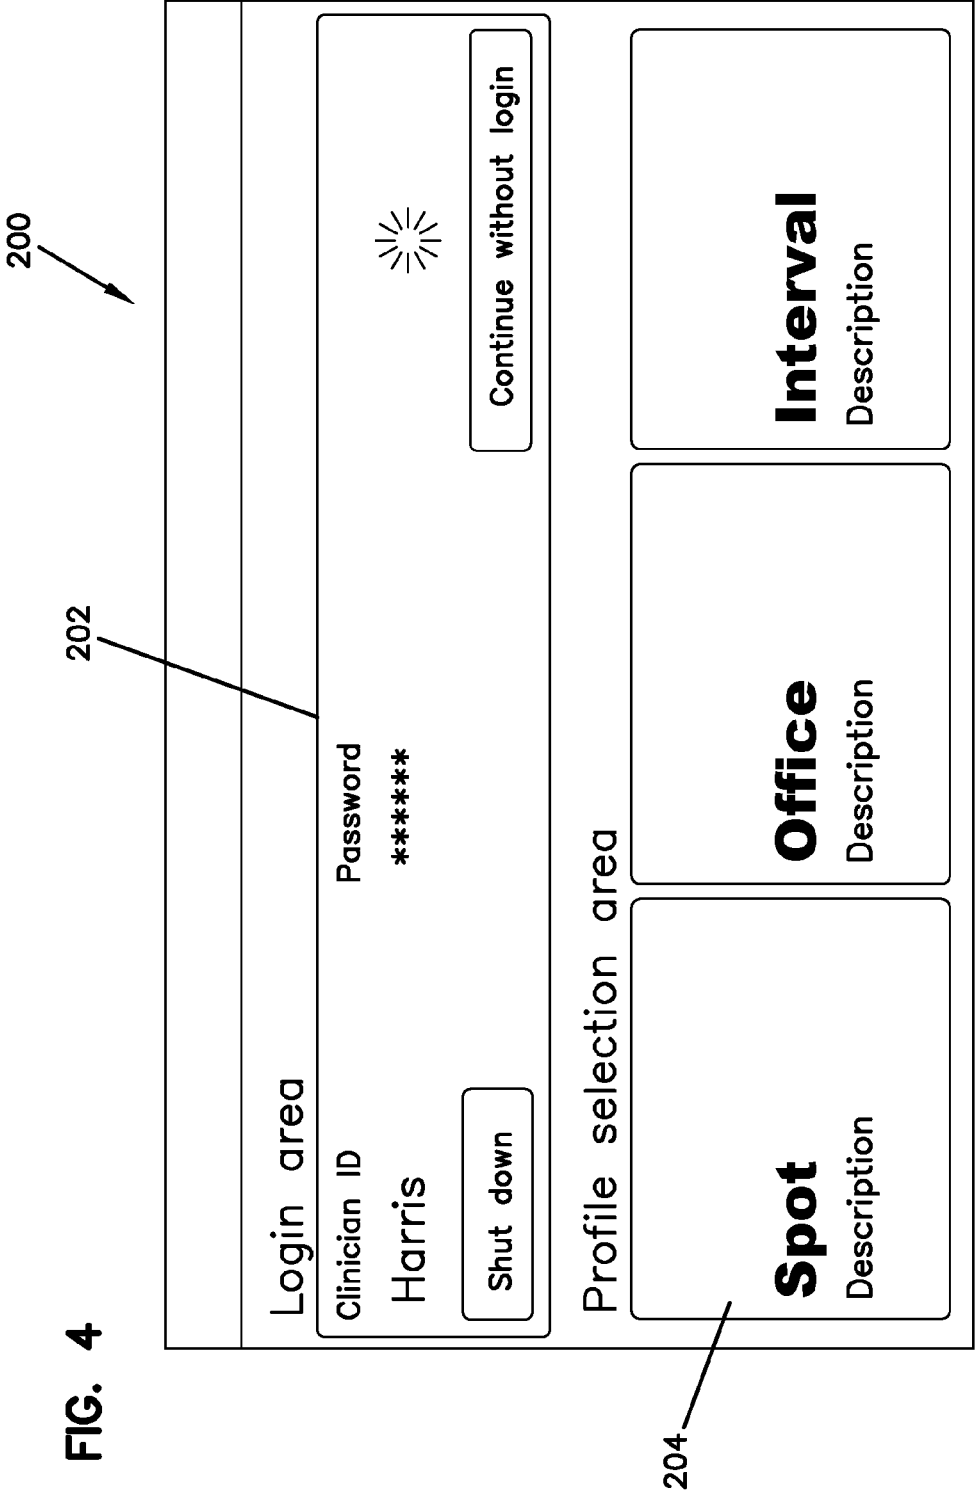 FIG. 4
200
202
Login area
Clinician ID
Password
Harris
******
Shut down
Continue without login
Profile selection area
204
Spot
Description
Office
Description
Interval
Description